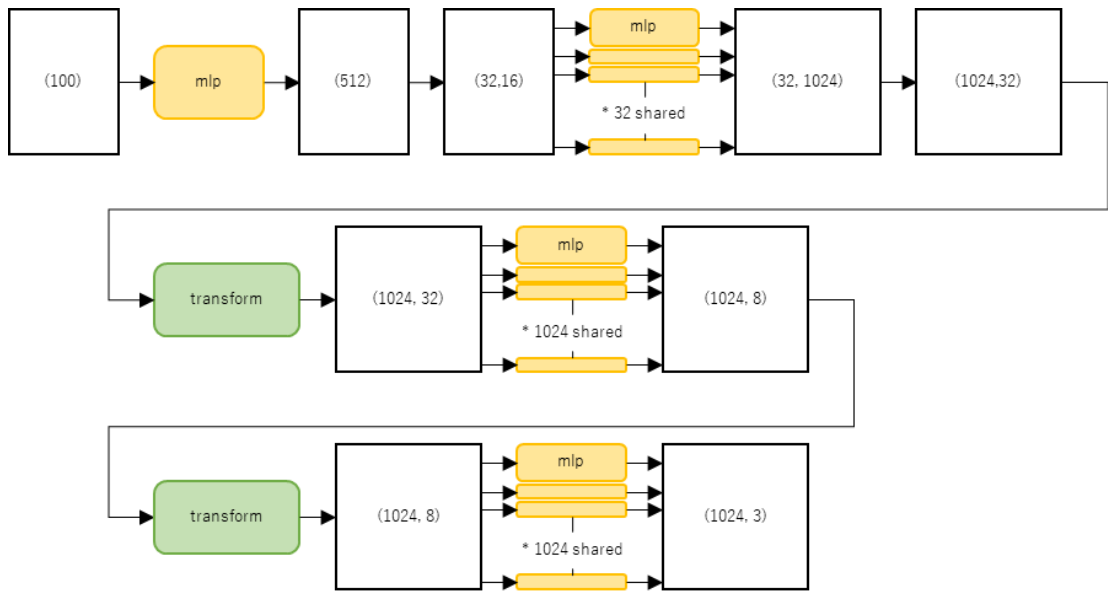 (100)
mlp
(512)
(32,16)
mlp
* 32 shared
(32, 1024)
(1024,32)
transform
(1024, 32)
mlp
* 1024 shared
(1024, 8)
transform
(1024, 8)
mlp
* 1024 shared
(1024, 3)